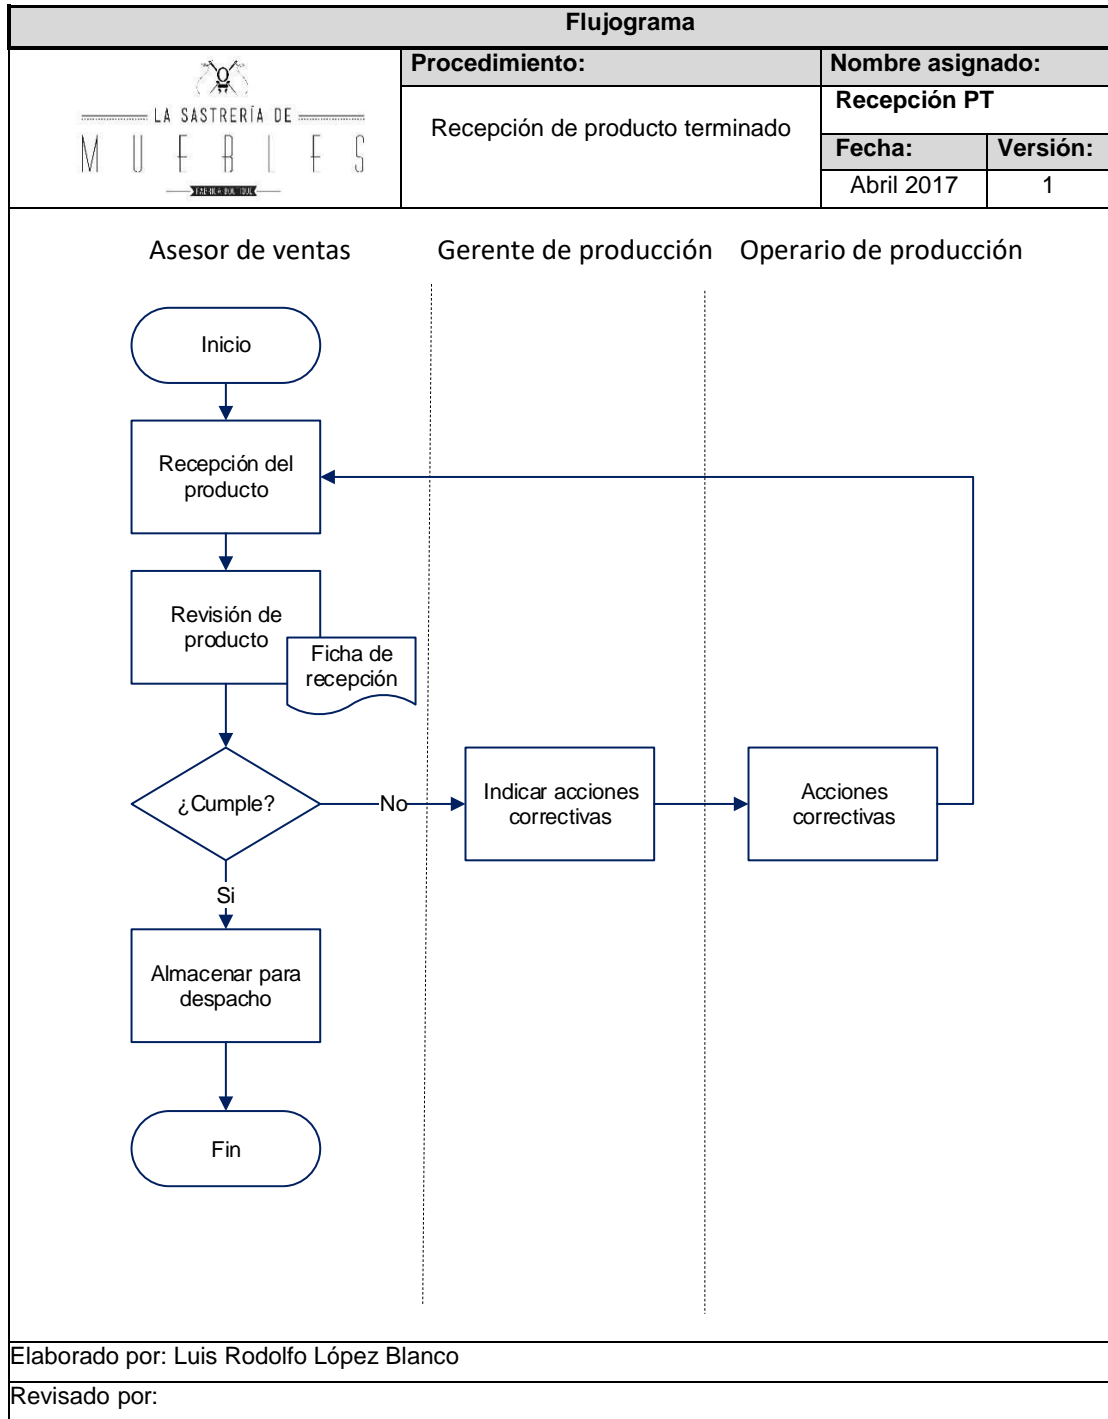 Flujograma
LA SASTRERÍA DE
MUEBLES
FABRICA BOUTIQUE
Procedimiento:
Recepción de producto terminado
Nombre asignado:
Recepción PT
Fecha:
Versión:
Abril 2017
1
Asesor de ventas
Gerente de producción
Operario de producción
Inicio
Recepción del
producto
Revisión de
producto
Ficha de
recepción
¿Cumple?
No
Indicar acciones
correctivas
Acciones
correctivas
Si
Almacenar para
despacho
Fin
Elaborado por: Luis Rodolfo López Blanco
Revisado por: